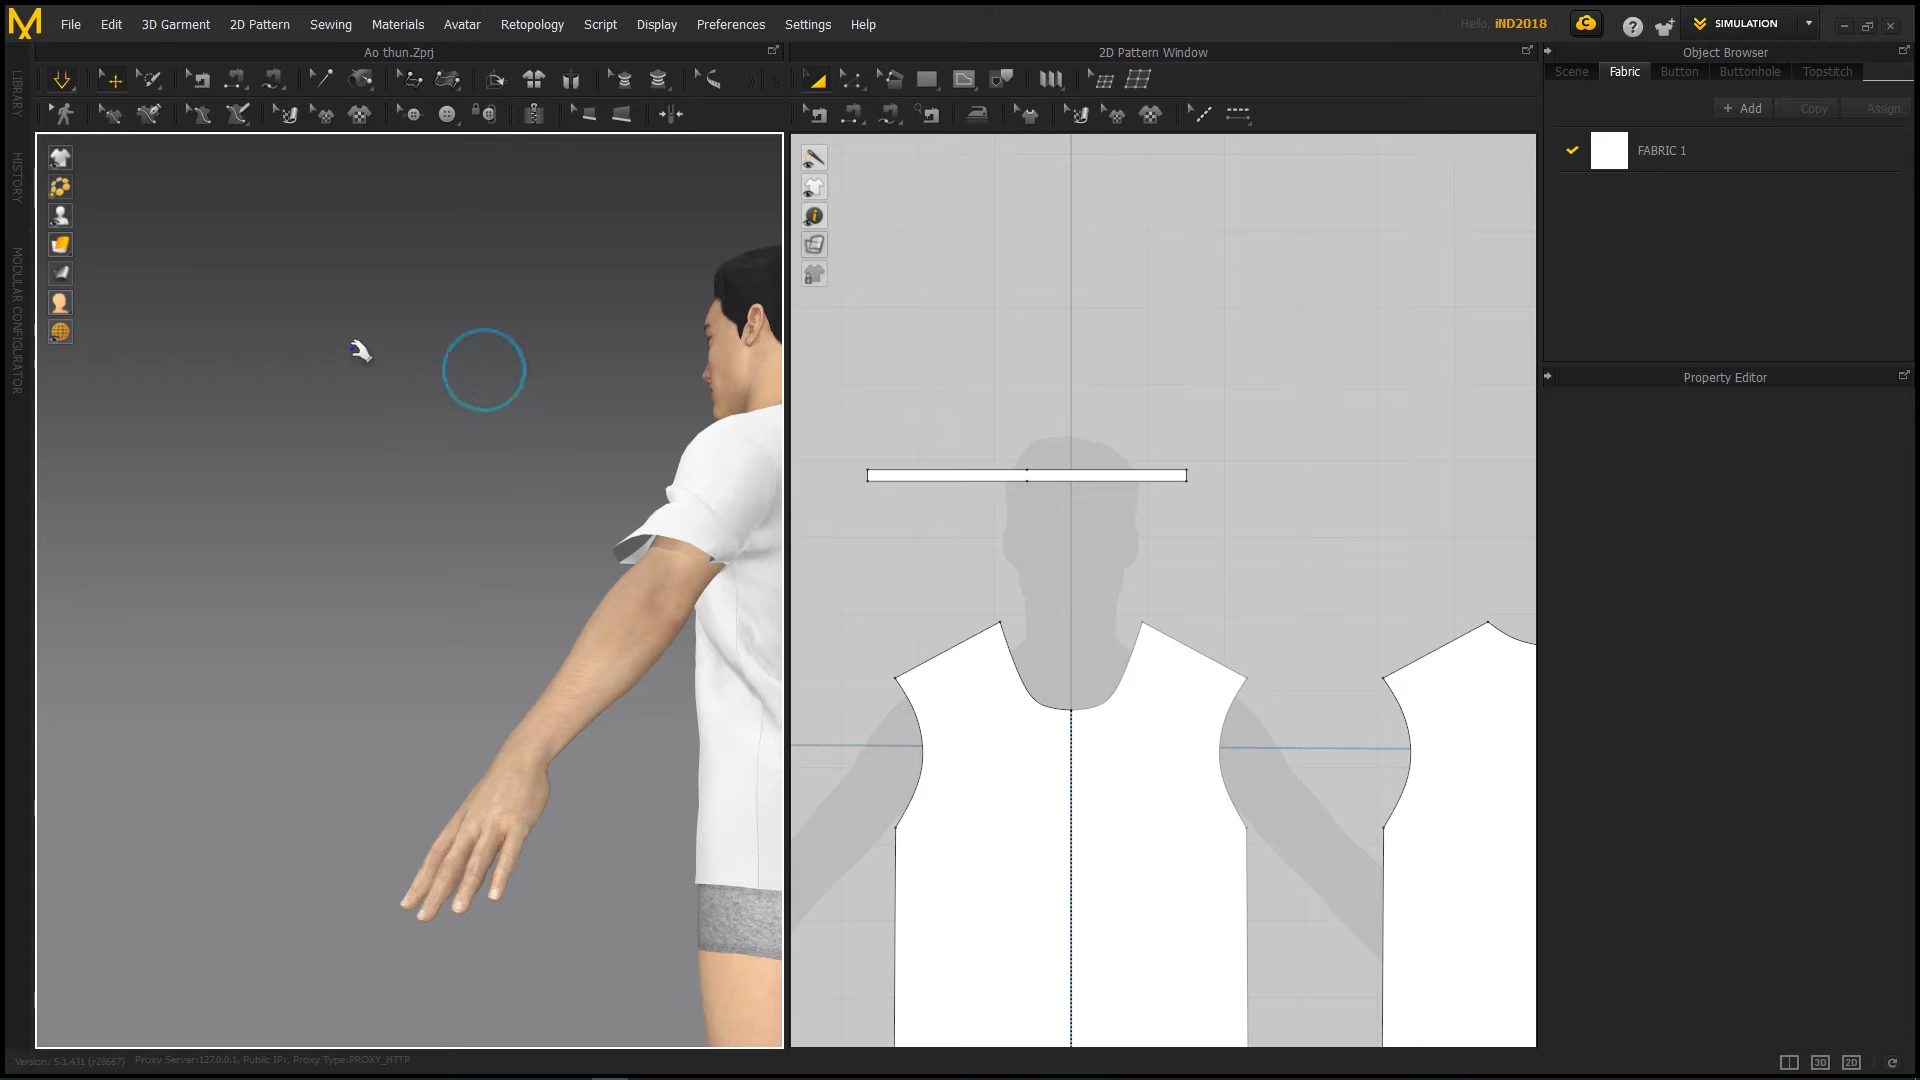 File Edit 3D Garment 2D Pattern Sewing Materials Avatar Retopology Script Display Preferences Settings Help
Hello, iND2018
SIMULATION
Ao thun.Zprj
2D Pattern Window
Object Browser
Scene Fabric Button Buttonhole Topstitch
+ Add Copy Assign
FABRIC 1
Property Editor
LIBRARY
HISTORY
MODULAR CONFIGURATOR
Version: 5.1.431 (r28667) Proxy Server:127.0.0.1, Public IP:, Proxy Type:PROXY_HTTP
3D 2D